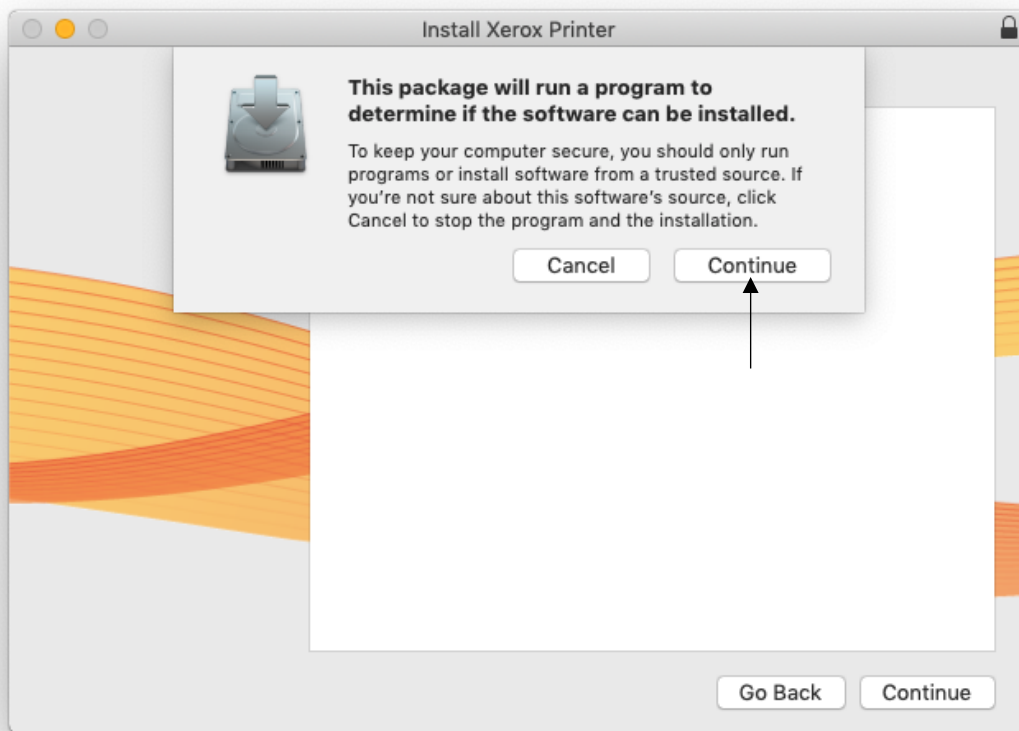 Install Xerox Printer
This package will run a program to
determine if the software can be installed.
To keep your computer secure, you should only run
programs or install software from a trusted source. If
you’re not sure about this software’s source, click
Cancel to stop the program and the installation.
Cancel
Continue
Go Back
Continue